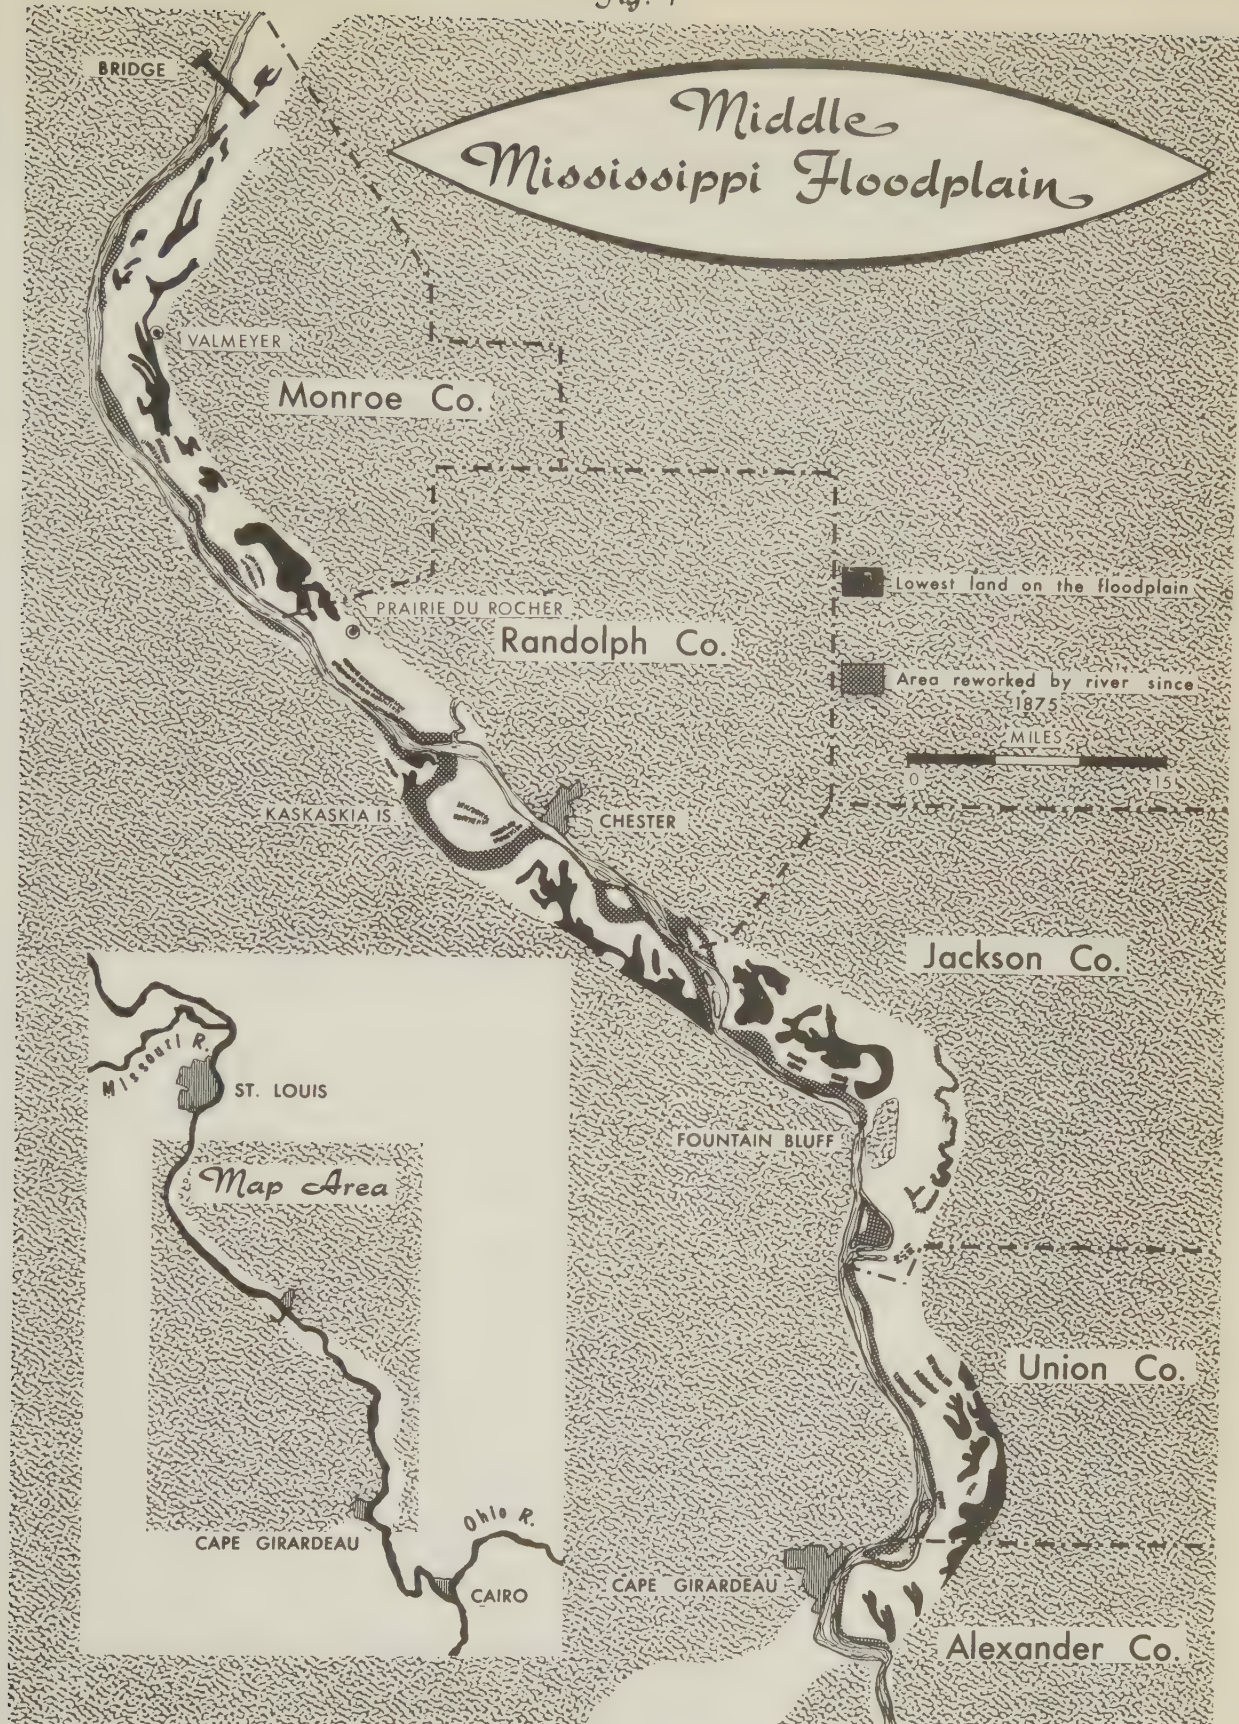 Fig. 1
BRIDGE
Middle
Mississippi Floodplain
VALMEYER
Monroe Co.
Lowest land on the floodplain
PRAIRIE DU ROCHER
Randolph Co.
Area reworked by river since
1875
MILES
0 15
KASKASKIA IS.
CHESTER
Jackson Co.
Missouri R.
ST. LOUIS
FOUNTAIN BLUFF
Map Area
Union Co.
Ohio R.
CAPE GIRARDEAU
CAIRO
CAPE GIRARDEAU
Alexander Co.